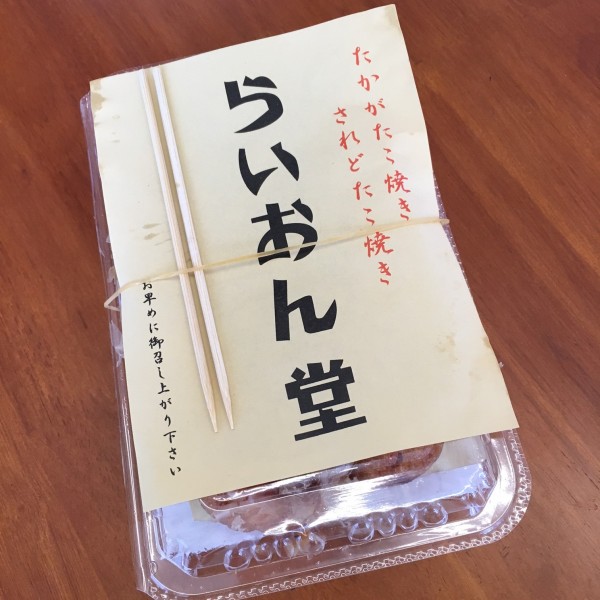 たかがたこ焼き
されどたこ焼き
らいおん堂
お早めに御召し上がり下さい